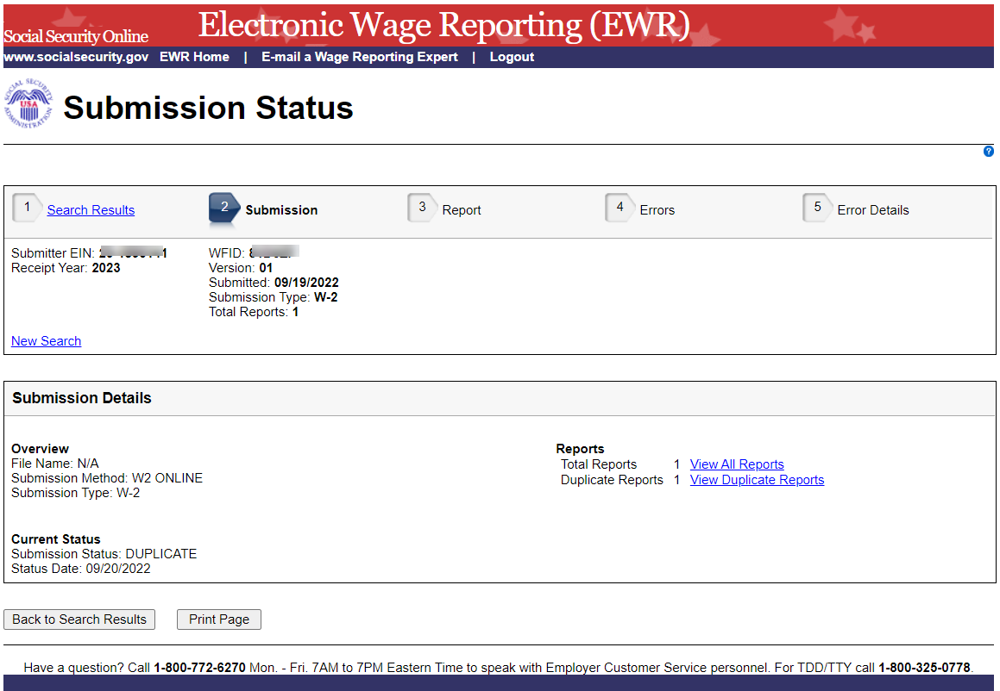 Social Security Online
Electronic Wage Reporting (EWR)
www.socialsecurity.gov EWR Home | E-mail a Wage Reporting Expert | Logout
SOCIAL SECURITY ADMINISTRATION
USA
Submission Status
?
1 Search Results
2 Submission
3 Report
4 Errors
5 Error Details
Submitter EIN:
Receipt Year: 2023
WFID:
Version: 01
Submitted: 09/19/2022
Submission Type: W-2
Total Reports: 1
New Search
Submission Details
Overview
File Name: N/A
Submission Method: W2 ONLINE
Submission Type: W-2
Reports
Total Reports 1 View All Reports
Duplicate Reports 1 View Duplicate Reports
Current Status
Submission Status: DUPLICATE
Status Date: 09/20/2022
Back to Search Results
Print Page
Have a question? Call 1-800-772-6270 Mon. - Fri. 7AM to 7PM Eastern Time to speak with Employer Customer Service personnel. For TDD/TTY call 1-800-325-0778.